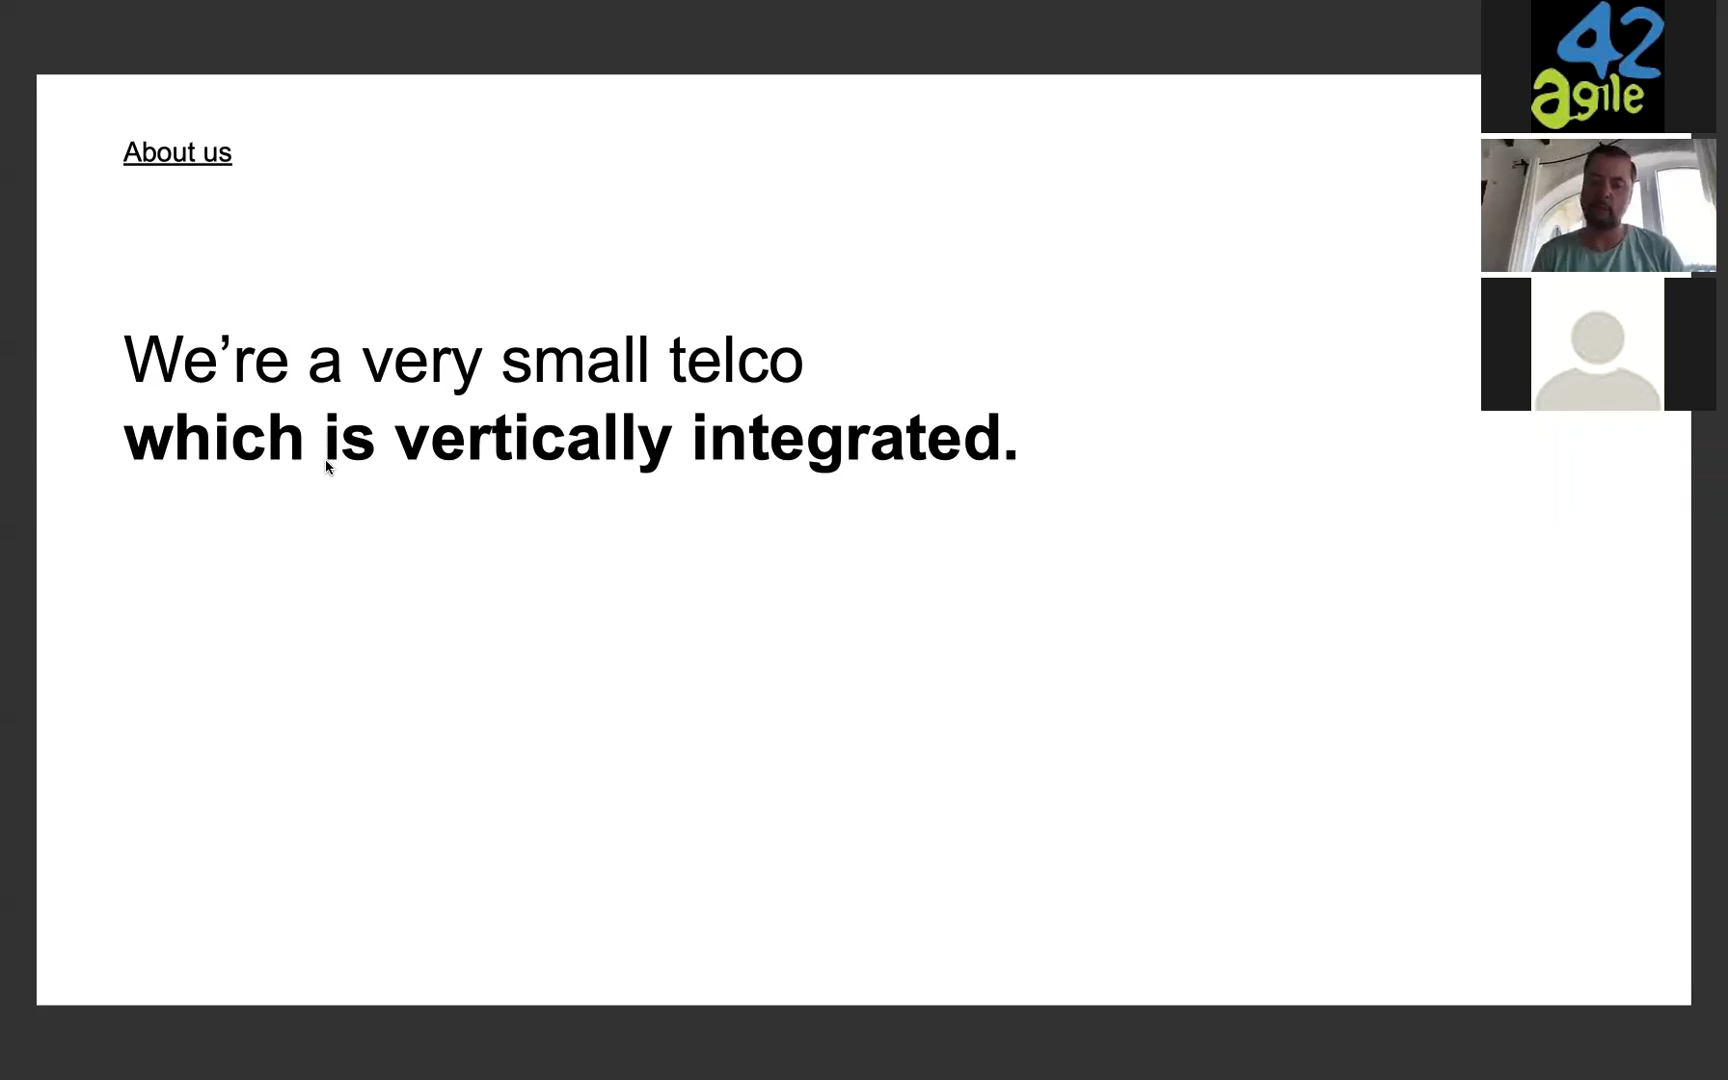 42
agile
About us
We’re a very small telco
which is vertically integrated.